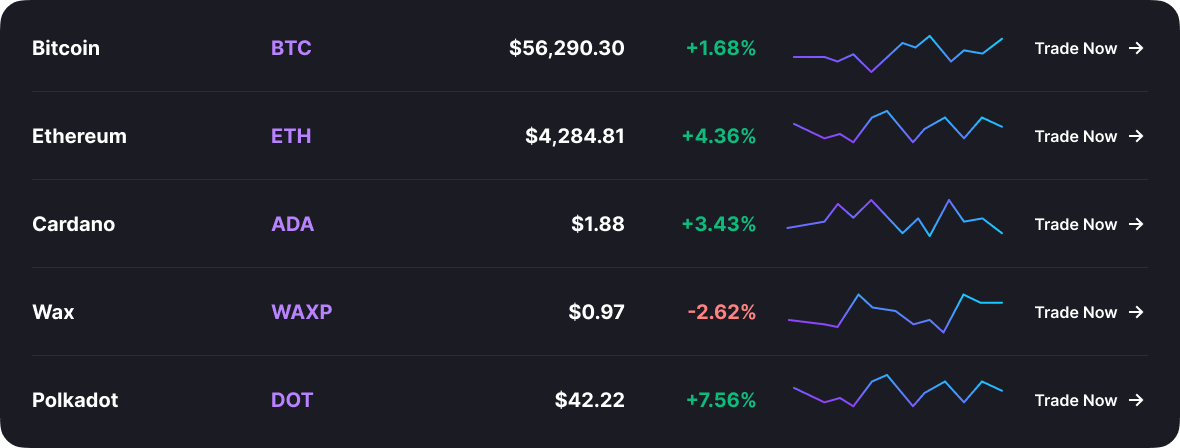 Bitcoin BTC $56,290.30 +1.68% Trade Now →
Ethereum ETH $4,284.81 +4.36% Trade Now →
Cardano ADA $1.88 +3.43% Trade Now →
Wax WAXP $0.97 -2.62% Trade Now →
Polkadot DOT $42.22 +7.56% Trade Now →